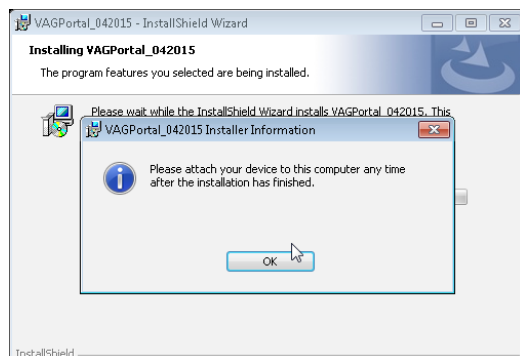 VAGPortal_042015 - InstallShield Wizard
Installing VAGPortal_042015
The program features you selected are being installed.
Please wait while the InstallShield Wizard installs VAGPortal_042015. This
VAGPortal_042015 Installer Information
Please attach your device to this computer any time
after the installation has finished.
OK
InstallShield